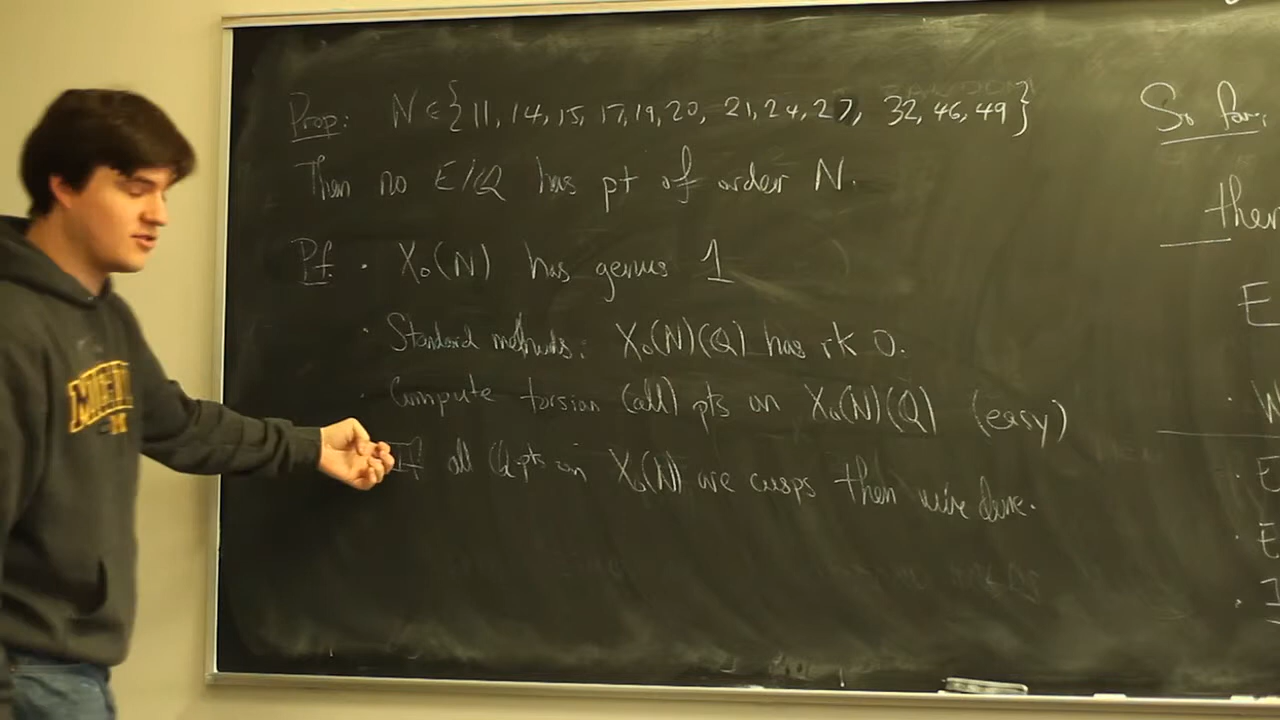 Prop: N ∈ {11, 14, 15, 17, 19, 20, 21, 24, 27, 32, 46, 49}
Then no E/Q has pt of order N.
Pf. · X₀(N) has genus 1
· Standard methods: X₀(N)(Q) has rk 0.
· Compute torsion (all) pts on X₀(N)(Q) (easy)
If all Q-pts on X₀(N) are cusps then we're done.
So far:
then
E